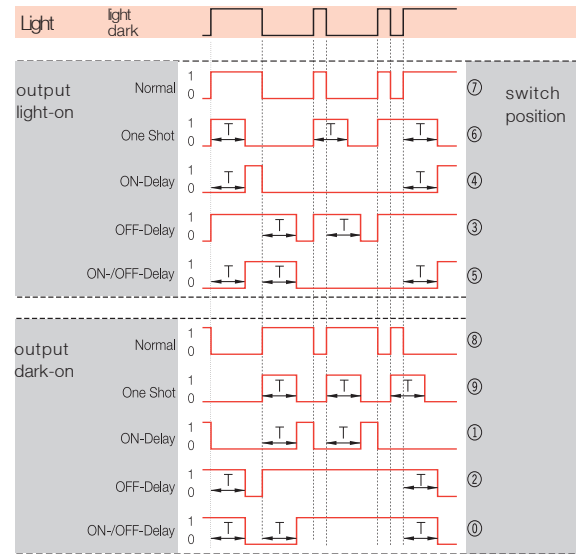 Light light
dark
output
light-on
switch
position
Normal 1 0 ⑦
One Shot 1 0 T T ⑥
ON-Delay 1 0 T T ④
OFF-Delay 1 0 T T ③
ON-/OFF-Delay 1 0 T T T ⑤
output
dark-on
Normal 1 0 ⑧
One Shot 1 0 T T T ⑨
ON-Delay 1 0 T T ①
OFF-Delay 1 0 T T ②
ON-/OFF-Delay 1 0 T T T ⓪